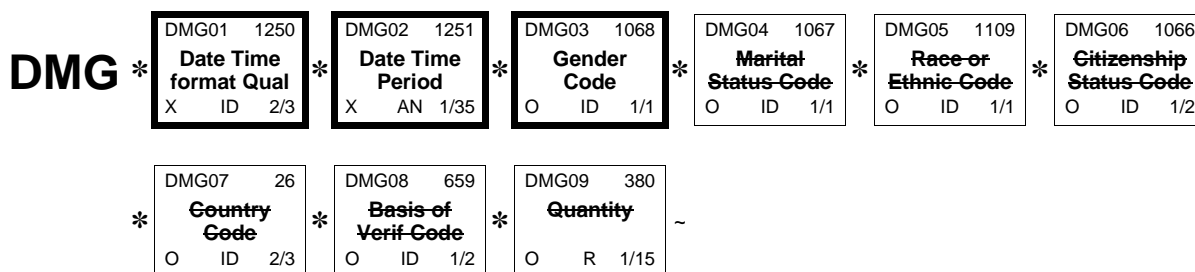 DMG * DMG01 1250 * DMG02 1251 * DMG03 1068 * DMG04 1067 * DMG05 1109 * DMG06 1066
Date Time Date Time Gender Marital Race or Citizenship
format Qual Period Code Status Code Ethnic Code Status Code
X ID 2/3 X AN 1/35 O ID 1/1 O ID 1/1 O ID 1/1 O ID 1/2
* DMG07 26 * DMG08 659 * DMG09 380 ~
Country Basis of Quantity
Code Verif Code
O ID 2/3 O ID 1/2 O R 1/15